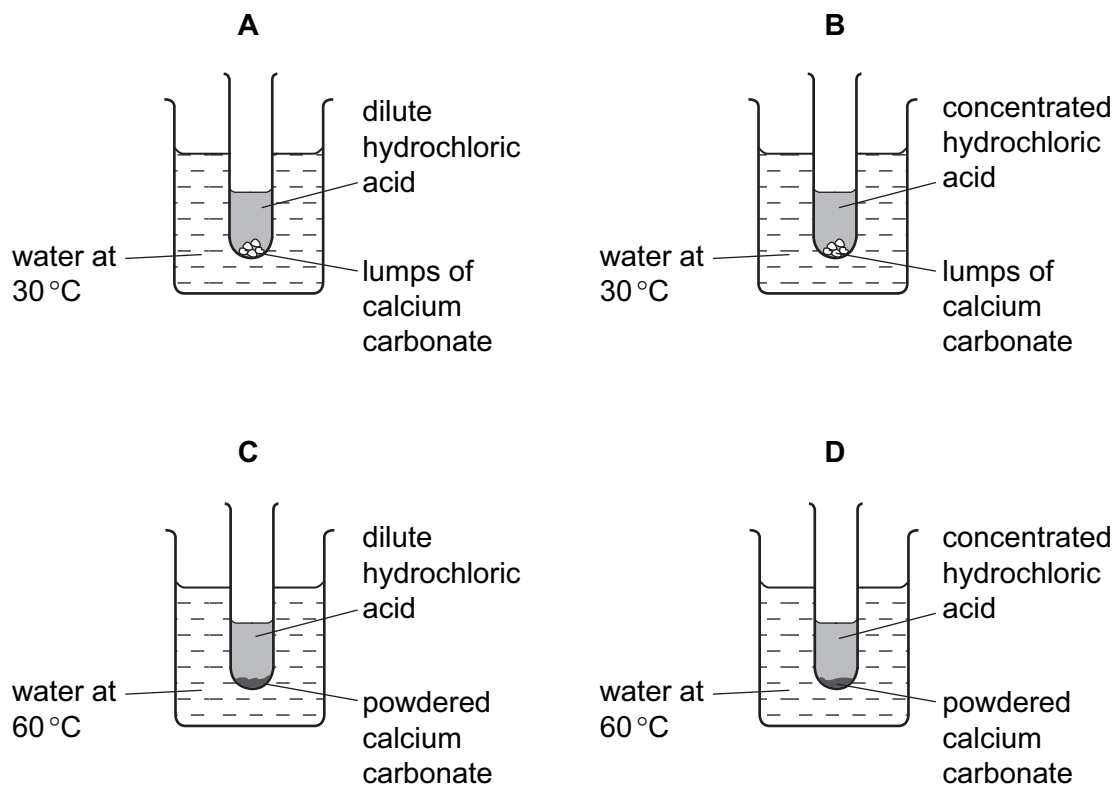 A
dilute
hydrochloric
acid
water at
30 °C
lumps of
calcium
carbonate
B
concentrated
hydrochloric
acid
water at
30 °C
lumps of
calcium
carbonate
C
dilute
hydrochloric
acid
water at
60 °C
powdered
calcium
carbonate
D
concentrated
hydrochloric
acid
water at
60 °C
powdered
calcium
carbonate